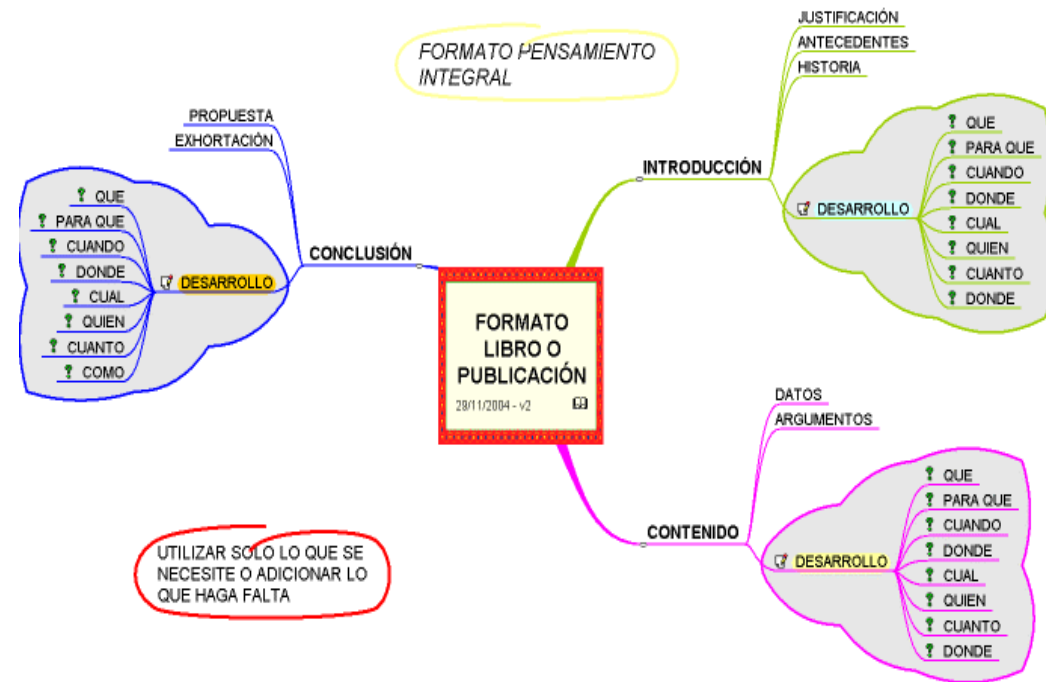 FORMATO PENSAMIENTO
INTEGRAL
FORMATO
LIBRO O
PUBLICACIÓN
29/11/2004 - v2
INTRODUCCIÓN
JUSTIFICACIÓN
ANTECEDENTES
HISTORIA
DESARROLLO
QUE
PARA QUE
CUANDO
DONDE
CUAL
QUIEN
CUANTO
DONDE
CONTENIDO
DATOS
ARGUMENTOS
DESARROLLO
QUE
PARA QUE
CUANDO
DONDE
CUAL
QUIEN
CUANTO
DONDE
CONCLUSIÓN
PROPUESTA
EXHORTACIÓN
DESARROLLO
QUE
PARA QUE
CUANDO
DONDE
CUAL
QUIEN
CUANTO
COMO
UTILIZAR SOLO LO QUE SE
NECESITE O ADICIONAR LO
QUE HAGA FALTA